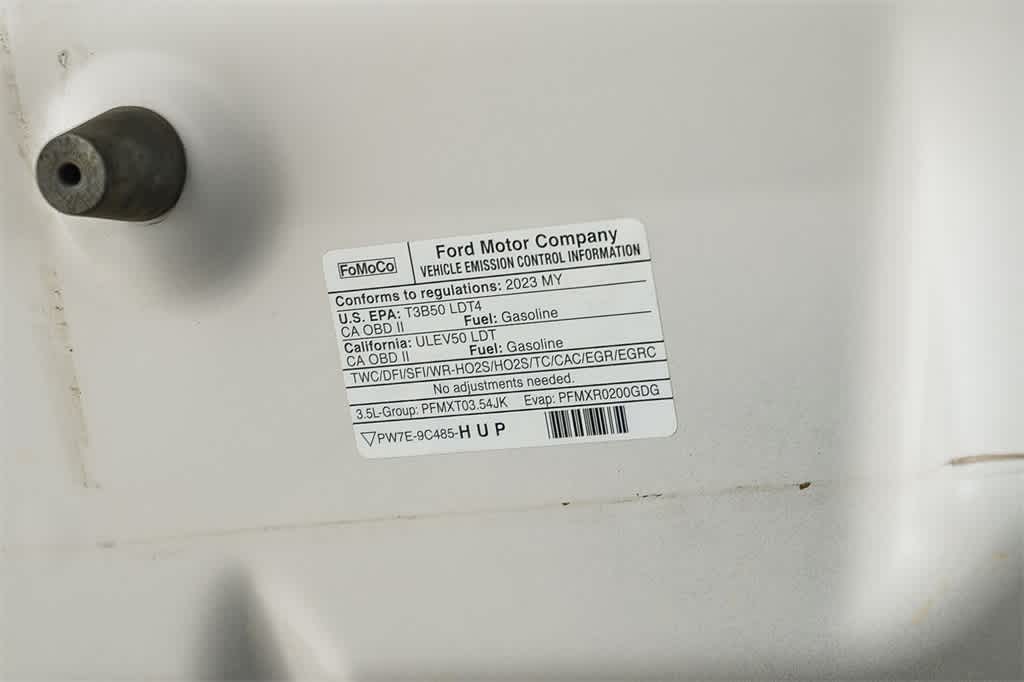 FoMoCo
Ford Motor Company
VEHICLE EMISSION CONTROL INFORMATION
Conforms to regulations: 2023 MY
U.S. EPA: T3B50 LDT4
CA OBD II Fuel: Gasoline
California: ULEV50 LDT
CA OBD II Fuel: Gasoline
TWC/DFI/SFI/WR-HO2S/HO2S/TC/CAC/EGR/EGRC
No adjustments needed.
3.5L-Group: PFMXT03.54JK Evap: PFMXR0200GDG
PW7E-9C485-HUP